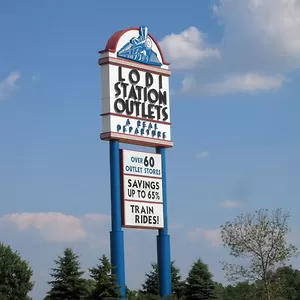 LODI
STATION
OUTLETS
A REAL
DEPARTURE
OVER 60
OUTLET STORES
SAVINGS
UP TO 65%
TRAIN
RIDES!